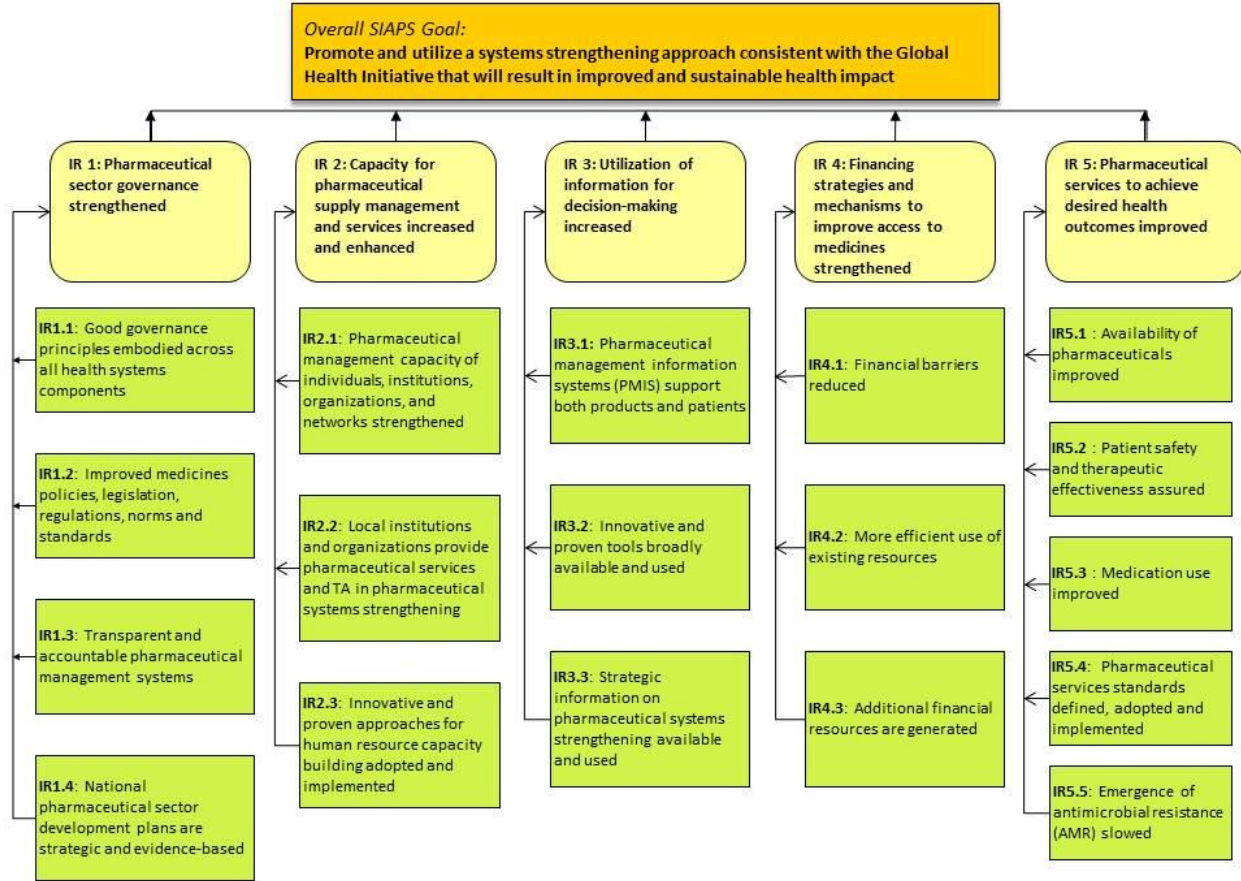 Overall SIAPS Goal:
Promote and utilize a systems strengthening approach consistent with the Global
Health Initiative that will result in improved and sustainable health impact
IR 1: Pharmaceutical
sector governance
strengthened
IR 2: Capacity for
pharmaceutical
supply management
and services increased
and enhanced
IR 3: Utilization of
information for
decision-making
increased
IR 4: Financing
strategies and
mechanisms to
improve access to
medicines
strengthened
IR 5: Pharmaceutical
services to achieve
desired health
outcomes improved
IR1.1: Good governance
principles embodied across
all health systems
components
IR1.2: Improved medicines
policies, legislation,
regulations, norms and
standards
IR1.3: Transparent and
accountable pharmaceutical
management systems
IR1.4: National
pharmaceutical sector
development plans are
strategic and evidence-based
IR2.1: Pharmaceutical
management capacity of
individuals, institutions,
organizations, and
networks strengthened
IR2.2: Local institutions
and organizations provide
pharmaceutical services
and TA in pharmaceutical
systems strengthening
IR2.3: Innovative and
proven approaches for
human resource capacity
building adopted and
implemented
IR3.1: Pharmaceutical
management information
systems (PMIS) support
both products and patients
IR3.2: Innovative and
proven tools broadly
available and used
IR3.3: Strategic
information on
pharmaceutical systems
strengthening available
and used
IR4.1: Financial barriers
reduced
IR4.2: More efficient use of
existing resources
IR4.3: Additional financial
resources are generated
IR5.1 : Availability of
pharmaceuticals
improved
IR5.2 : Patient safety
and therapeutic
effectiveness assured
IR5.3 : Medication use
improved
IR5.4: Pharmaceutical
services standards
defined, adopted and
implemented
IR5.5: Emergence of
antimicrobial resistance
(AMR) slowed